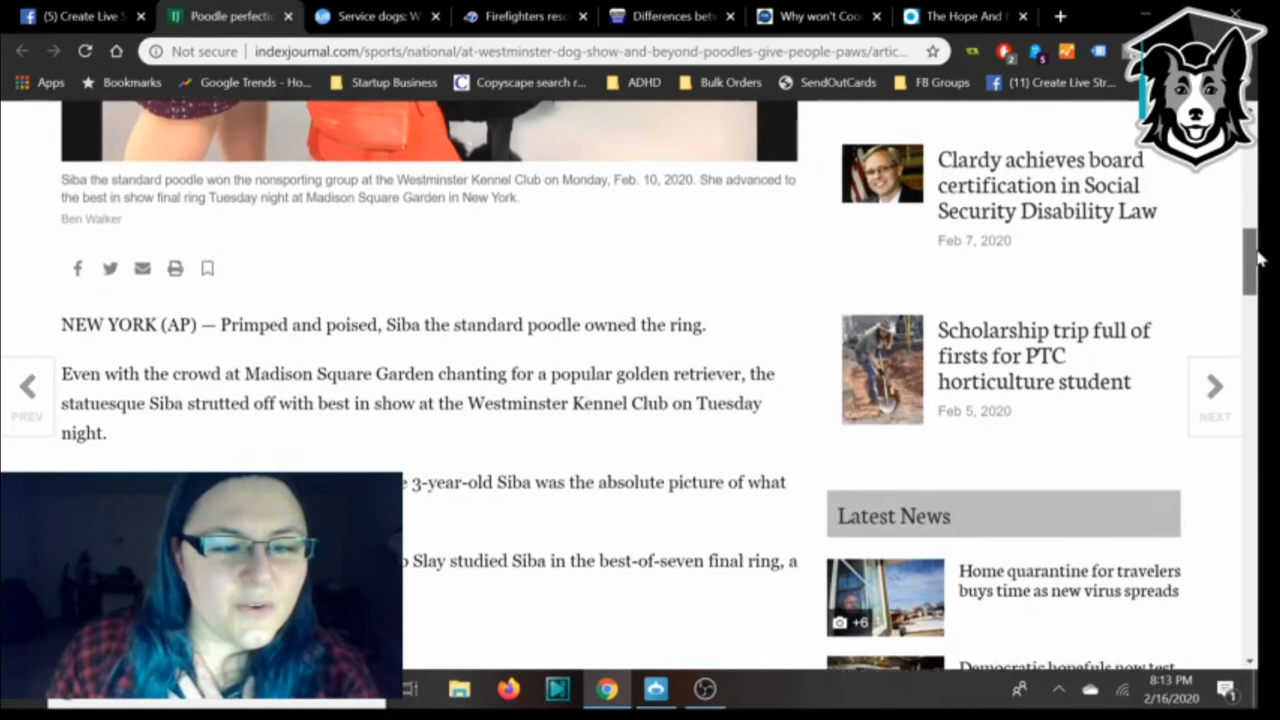 (5) Create Live S
Poodle perfecti
Service dogs: W
Firefighters resc
Differences bet
Why won't Coo
The Hope And H
Not secure
indexjournal.com/sports/national/at-westminster-dog-show-and-beyond-poodles-give-people-paws/artic...
Apps
Bookmarks
Google Trends - Ho...
Startup Business
Copyscape search r...
ADHD
Bulk Orders
SendOutCards
FB Groups
(11) Create Live Str...
Siba the standard poodle won the nonsporting group at the Westminster Kennel Club on Monday, Feb. 10, 2020. She advanced to
the best in show final ring Tuesday night at Madison Square Garden in New York.
Ben Walker
NEW YORK (AP) — Primped and poised, Siba the standard poodle owned the ring.
Even with the crowd at Madison Square Garden chanting for a popular golden retriever, the
statuesque Siba strutted off with best in show at the Westminster Kennel Club on Tuesday
night.
3-year-old Siba was the absolute picture of what
Slay studied Siba in the best-of-seven final ring, a
PREV
NEXT
Clardy achieves board
certification in Social
Security Disability Law
Feb 7, 2020
Scholarship trip full of
firsts for PTC
horticulture student
Feb 5, 2020
Latest News
Home quarantine for travelers
buys time as new virus spreads
+6
Democratic hopefuls now test
8:13 PM
2/16/2020